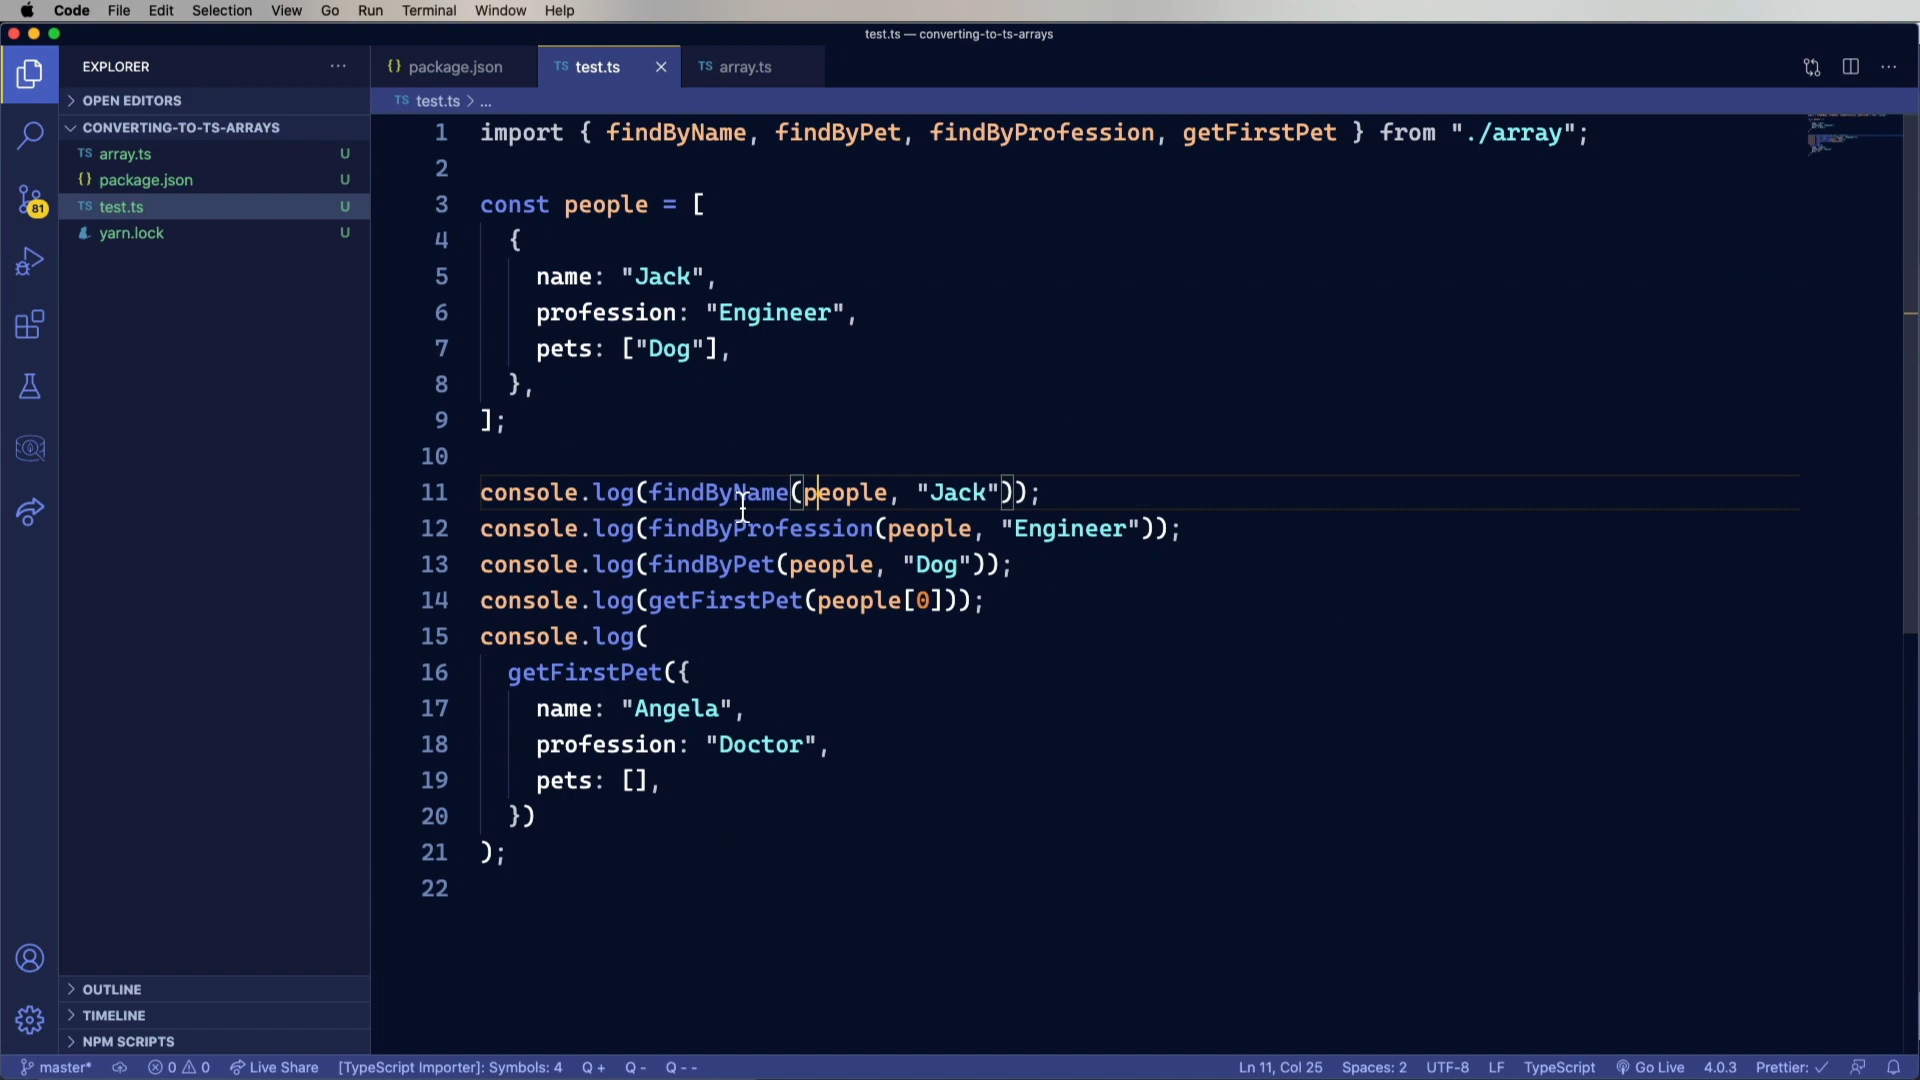 Code File Edit Selection View Go Run Terminal Window Help
test.ts — converting-to-ts-arrays
EXPLORER
OPEN EDITORS
CONVERTING-TO-TS-ARRAYS
TS array.ts U
{} package.json U
TS test.ts U
yarn.lock U
81
OUTLINE
TIMELINE
NPM SCRIPTS
{} package.json
TS test.ts
TS array.ts
TS test.ts > ...
1 import { findByName, findByPet, findByProfession, getFirstPet } from "./array";
2
3 const people = [
4 {
5 name: "Jack",
6 profession: "Engineer",
7 pets: ["Dog"],
8 },
9 ];
10
11 console.log(findByName(people, "Jack"));
12 console.log(findByProfession(people, "Engineer"));
13 console.log(findByPet(people, "Dog"));
14 console.log(getFirstPet(people[0]));
15 console.log(
16 getFirstPet({
17 name: "Angela",
18 profession: "Doctor",
19 pets: [],
20 })
21 );
22
master* 0 0 Live Share [TypeScript Importer]: Symbols: 4 Q + Q - Q - - Ln 11, Col 25 Spaces: 2 UTF-8 LF TypeScript Go Live 4.0.3 Prettier: ✓